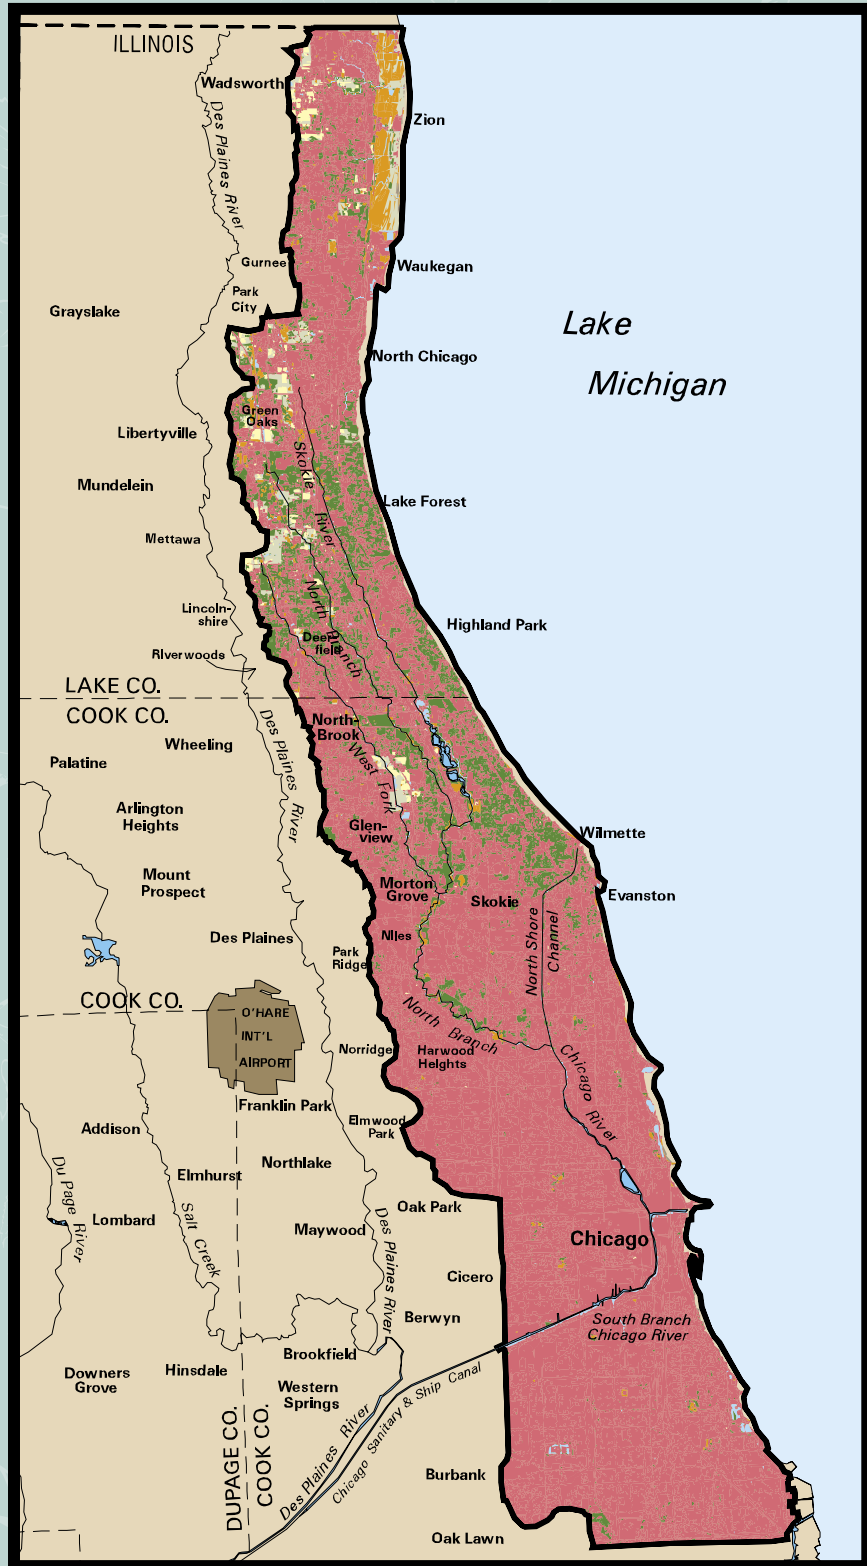 ILLINOIS
Wadsworth
Des Plaines River
Zion
Gurnee
Waukegan
Park
City
Grayslake
Lake
Michigan
North Chicago
Green
Oaks
Libertyville
Skokie
River
Mundelein
Lake Forest
Mettawa
North Branch
Lincoln-
shire
Highland Park
Deer-
field
Riverwoods
LAKE CO.
COOK CO.
Des Plaines River
North-
Brook
Wheeling
Palatine
West Fork
Arlington
Heights
Glen-
view
Wilmette
Mount
Prospect
Morton
Grove
Skokie
Evanston
Niles
Des Plaines
Park
Ridge
North Shore
Channel
COOK CO.
O'HARE
INT'L
AIRPORT
North Branch
Norridge
Harwood
Heights
Chicago
River
Franklin Park
Elmwood
Park
Addison
Northlake
Elmhurst
Du Page
River
Lombard
Salt Creek
Maywood
Des Plaines River
Oak Park
Chicago
Cicero
Berwyn
South Branch
Chicago River
Brookfield
Downers
Grove
Hinsdale
Western
Springs
Chicago Sanitary & Ship Canal
Des Plaines River
DUPAGE CO.
COOK CO.
Burbank
Oak Lawn